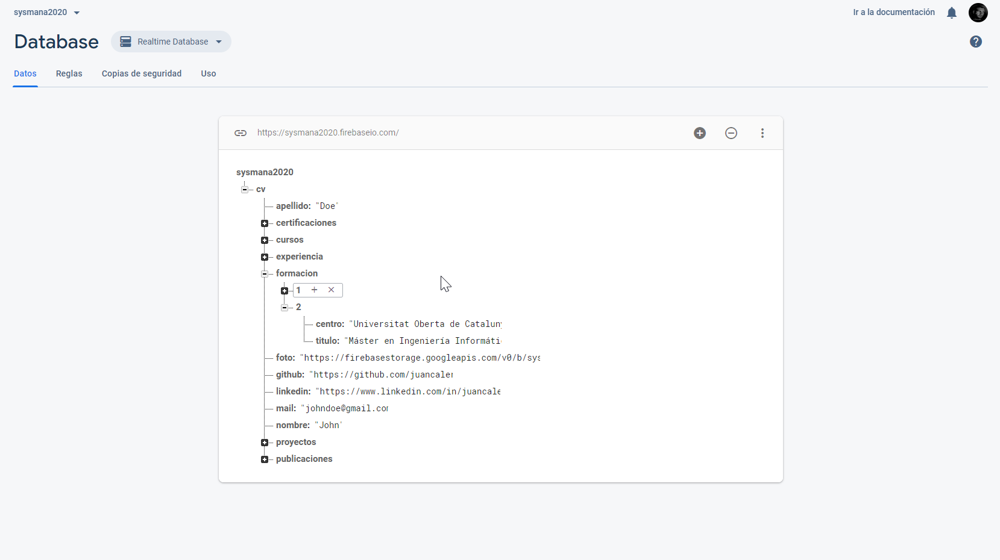 sysmana2020
Ir a la documentación
Database
Realtime Database
Datos
Reglas
Copias de seguridad
Uso
https://sysmana2020.firebaseio.com/
sysmana2020
cv
apellido: "Doe"
certificaciones
cursos
experiencia
formacion
1 + ×
2
centro: "Universitat Oberta de Cataluny
titulo: "Máster en Ingeniería Informátic
foto: "https://firebasestorage.googleapis.com/v0/b/sys
github: "https://github.com/juancaler
linkedin: "https://www.linkedin.com/in/juancale
mail: "johndoe@gmail.com
nombre: "John"
proyectos
publicaciones